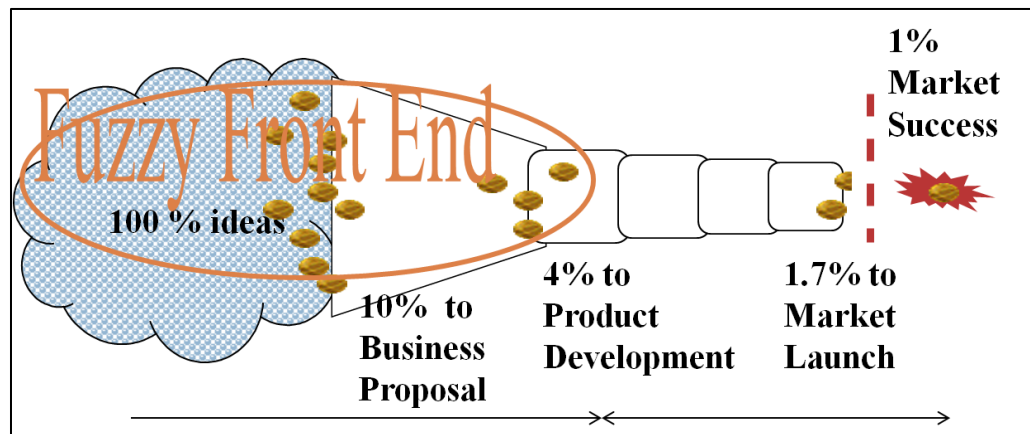 Fuzzy Front End
100 % ideas
10% to
Business
Proposal
4% to
Product
Development
1.7% to
Market
Launch
1%
Market
Success